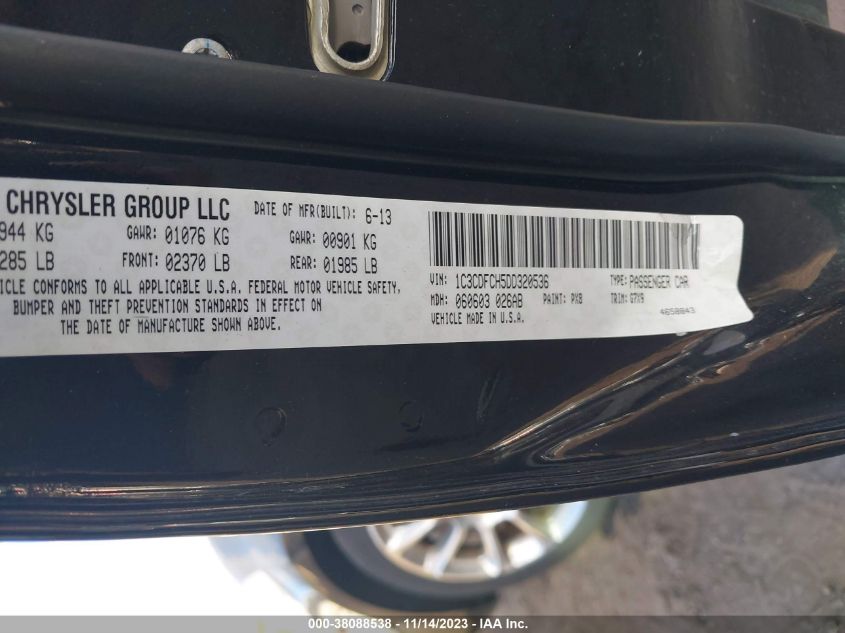 CHRYSLER GROUP LLC DATE OF MFR(BUILT): 6-13
944 KG GAWR: 01076 KG GAWR: 00901 KG
285 LB FRONT: 02370 LB REAR: 01985 LB
ICLE CONFORMS TO ALL APPLICABLE U.S.A. FEDERAL MOTOR VEHICLE SAFETY,
BUMPER AND THEFT PREVENTION STANDARDS IN EFFECT ON
THE DATE OF MANUFACTURE SHOWN ABOVE.
VIN: 1C3CDFCH5DD320536 TYPE: PASSENGER CAR
MDH: 060603 026AB PAINT: PX8 TRIM: G7X9
VEHICLE MADE IN U.S.A. 4658843
000-38088538 - 11/14/2023 - IAA Inc.